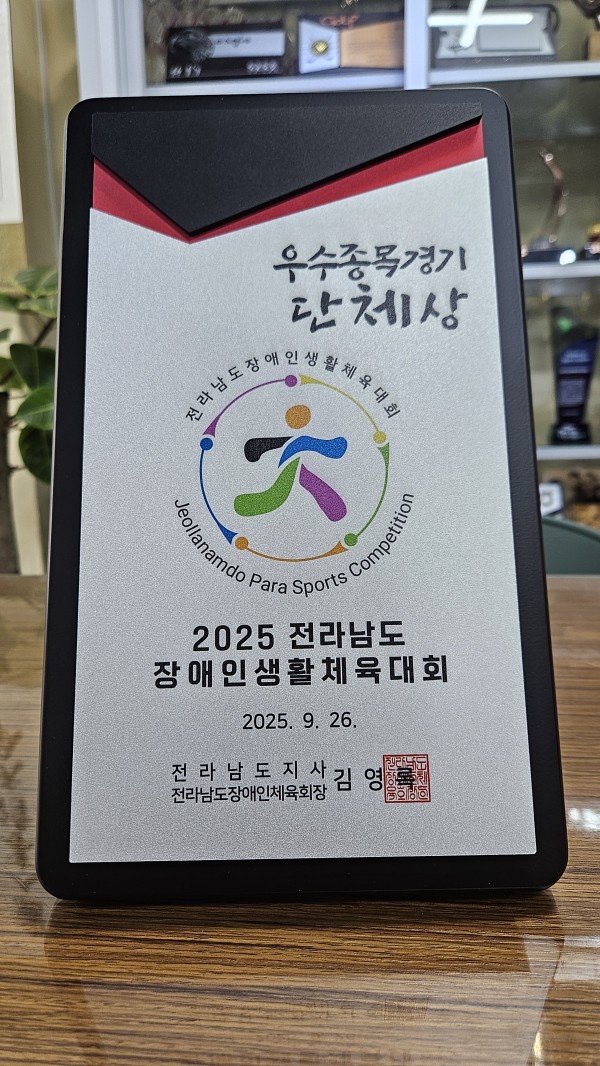 우수종목경기
단체상
전라남도장애인생활체육대회
Jeollanamdo Para Sports Competition
2025 전라남도
장애인생활체육대회
2025. 9. 26.
전라남도지사
전라남도장애인체육회장 김영록